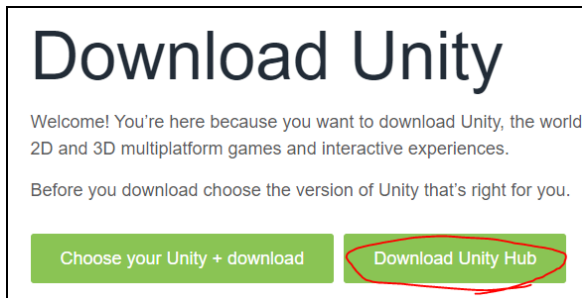 Download Unity
Welcome! You're here because you want to download Unity, the world
2D and 3D multiplatform games and interactive experiences.
Before you download choose the version of Unity that's right for you.
Choose your Unity + download
Download Unity Hub